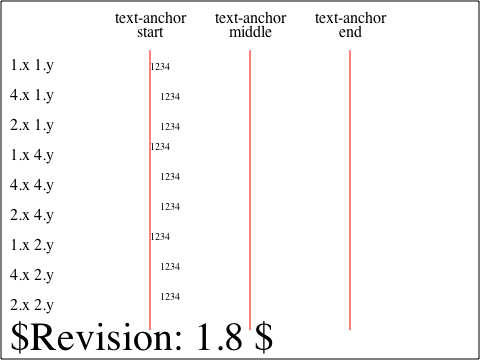 text-anchor text-anchor text-anchor
start middle end
1.x 1.y 1234
4.x 1.y 1234
2.x 1.y 1234
1.x 4.y 1234
4.x 4.y 1234
2.x 4.y 1234
1.x 2.y 1234
4.x 2.y 1234
2.x 2.y 1234
$Revision: 1.8 $